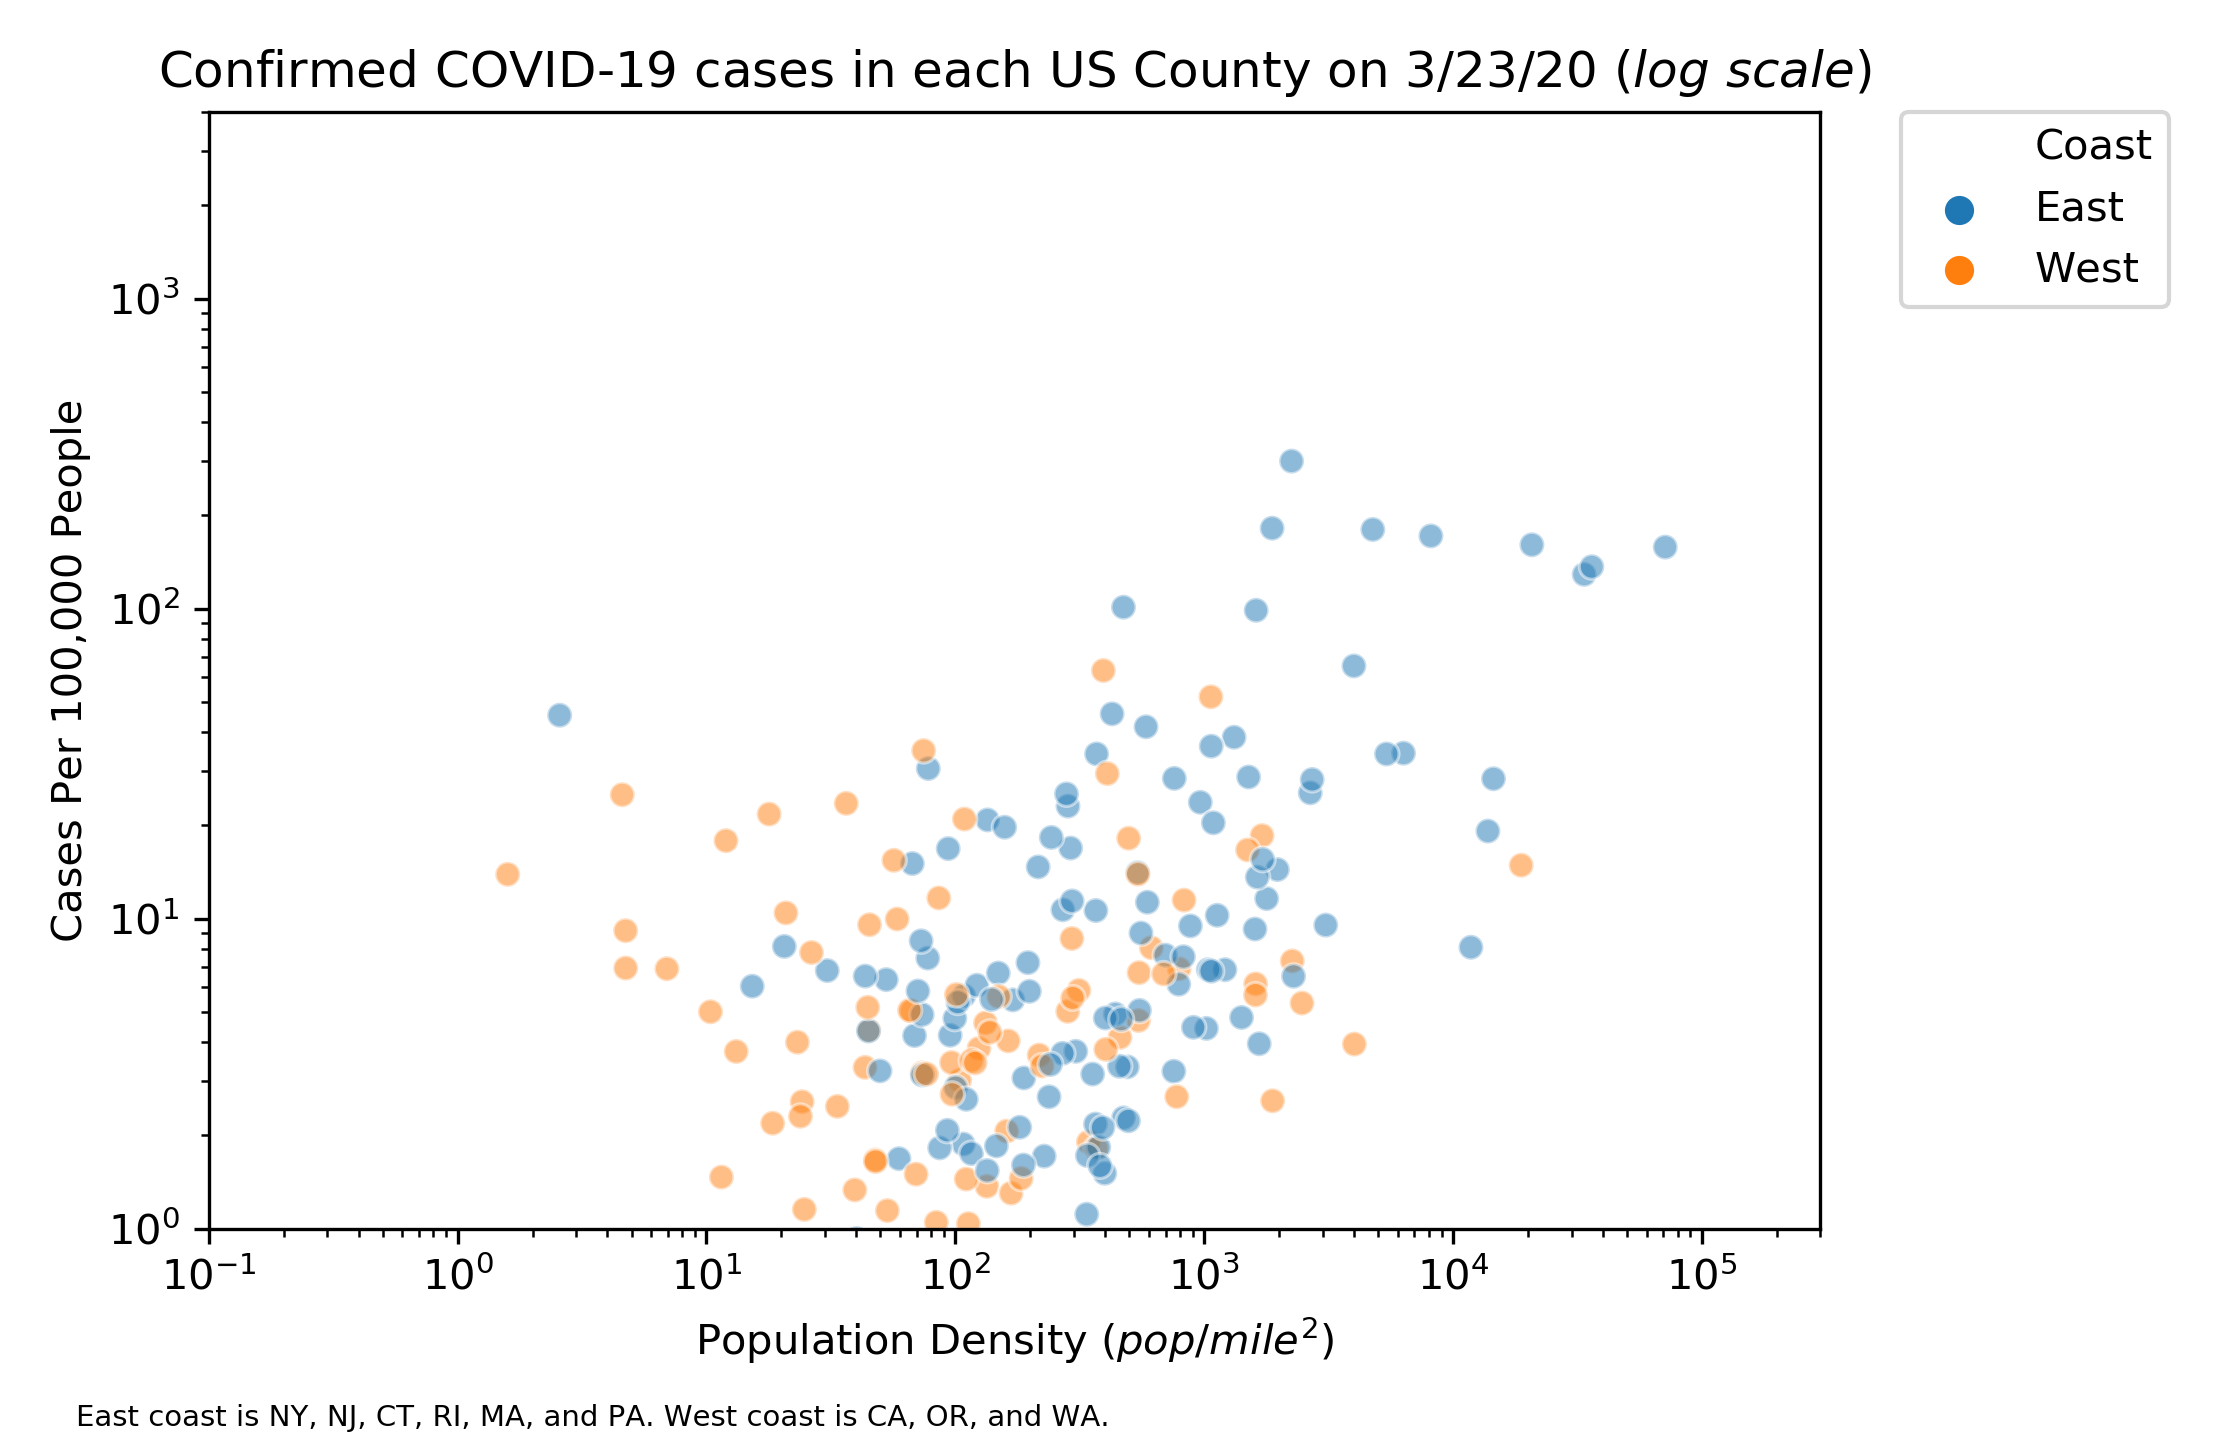 Confirmed COVID-19 cases in each US County on 3/23/20 (log scale)
Coast
East
West
10³
10²
10¹
10⁰
Cases Per 100,000 People
10⁻¹ 10⁰ 10¹ 10² 10³ 10⁴ 10⁵
Population Density (pop/mile²)
East coast is NY, NJ, CT, RI, MA, and PA. West coast is CA, OR, and WA.